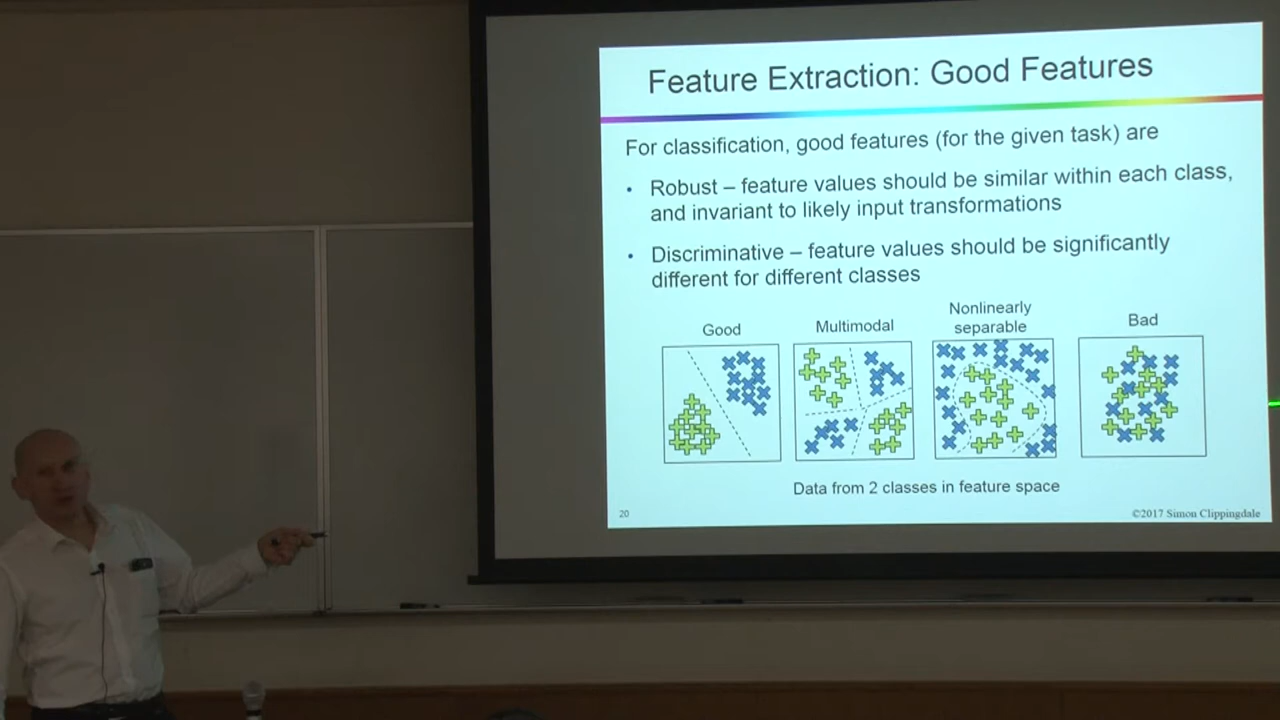 Feature Extraction: Good Features
For classification, good features (for the given task) are
• Robust – feature values should be similar within each class,
and invariant to likely input transformations
• Discriminative – feature values should be significantly
different for different classes
Good
Multimodal
Nonlinearly
separable
Bad
Data from 2 classes in feature space
20
©2017 Simon Clippingdale